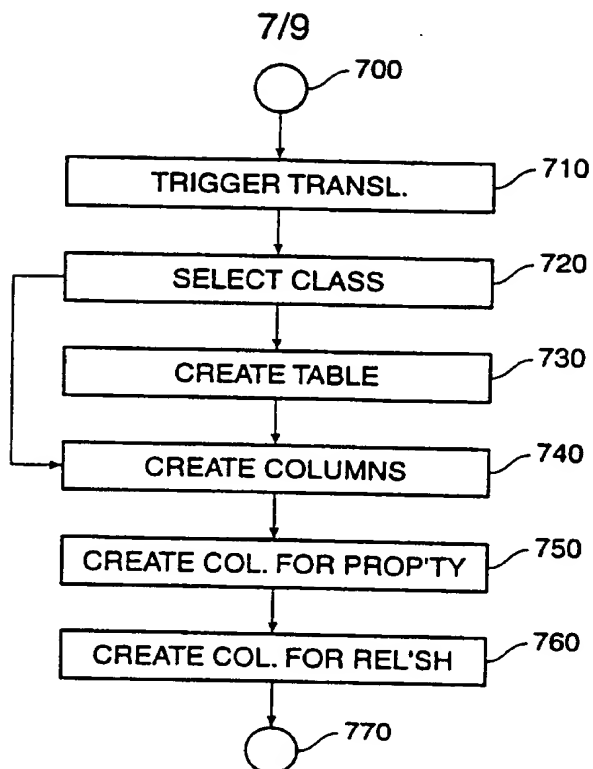 7/9
700
TRIGGER TRANSL.
710
SELECT CLASS
720
CREATE TABLE
730
CREATE COLUMNS
740
CREATE COL. FOR PROP'TY
750
CREATE COL. FOR REL'SH
760
770